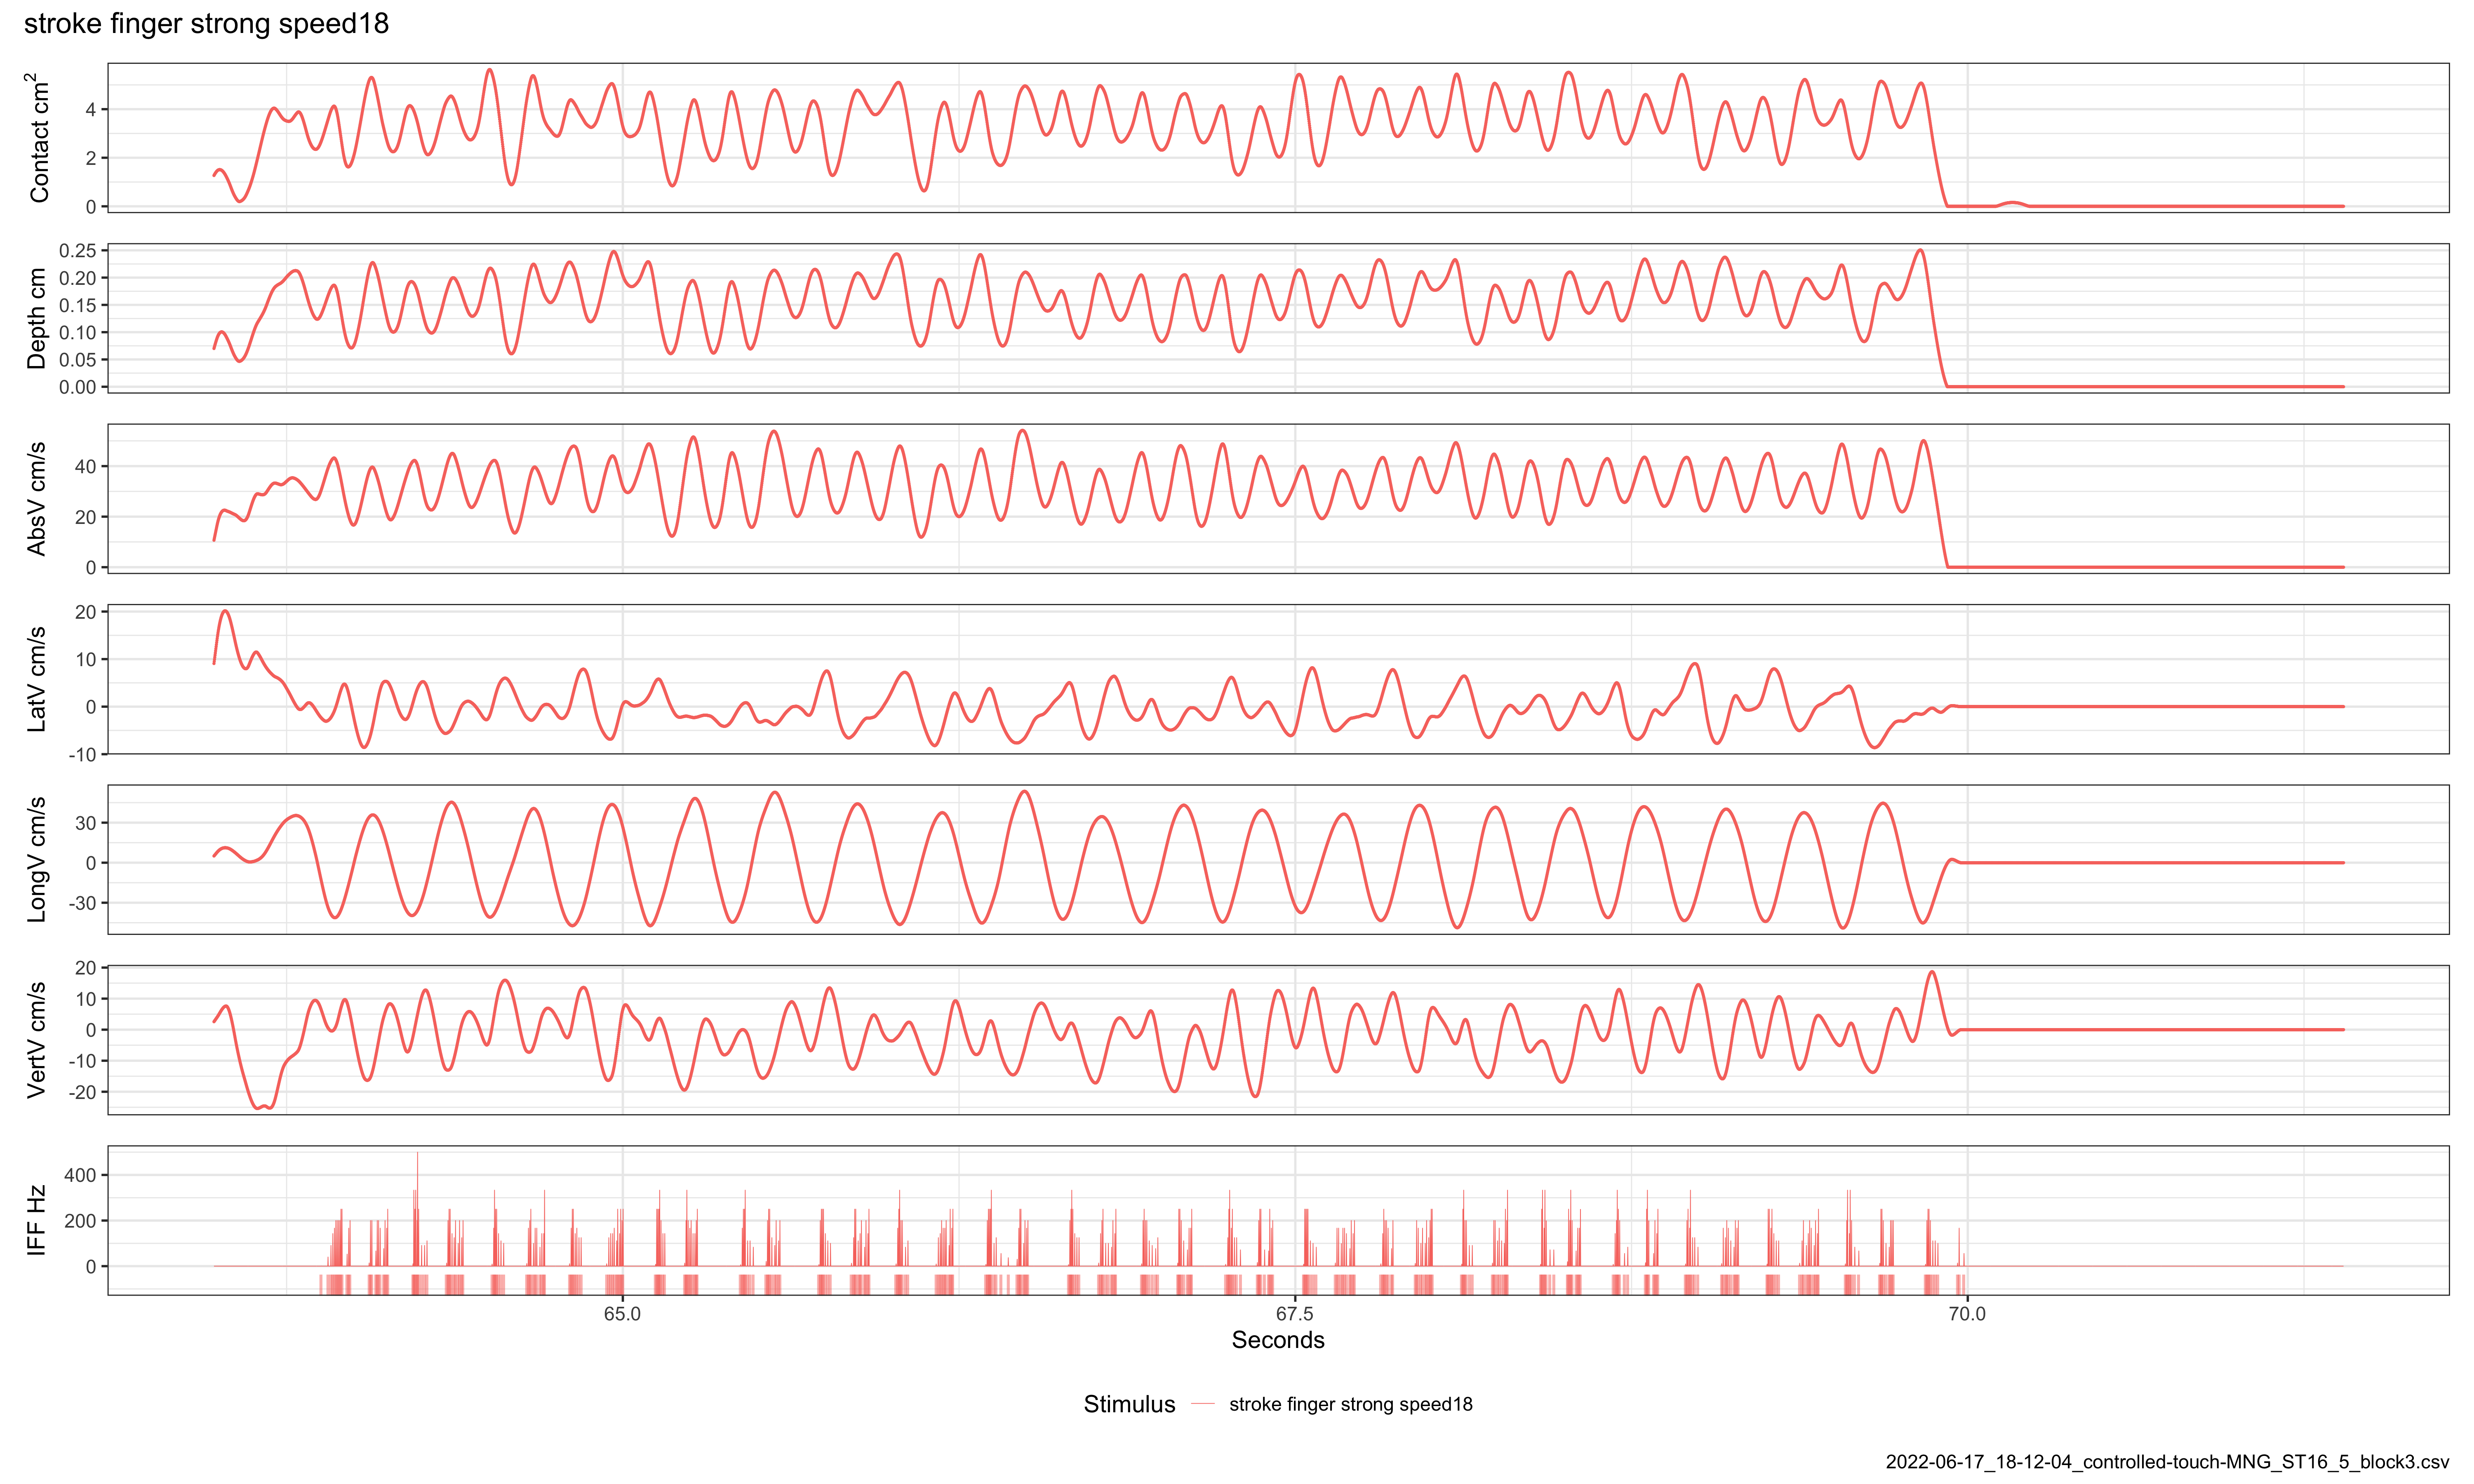 stroke finger strong speed18
Contact cm²
4
2
0
Depth cm
0.25
0.20
0.15
0.10
0.05
0.00
AbsV cm/s
40
20
0
LatV cm/s
20
10
0
-10
LongV cm/s
30
0
-30
VertV cm/s
20
10
0
-10
-20
IFF Hz
400
200
0
65.0 67.5 70.0
Seconds
Stimulus stroke finger strong speed18
2022-06-17_18-12-04_controlled-touch-MNG_ST16_5_block3.csv